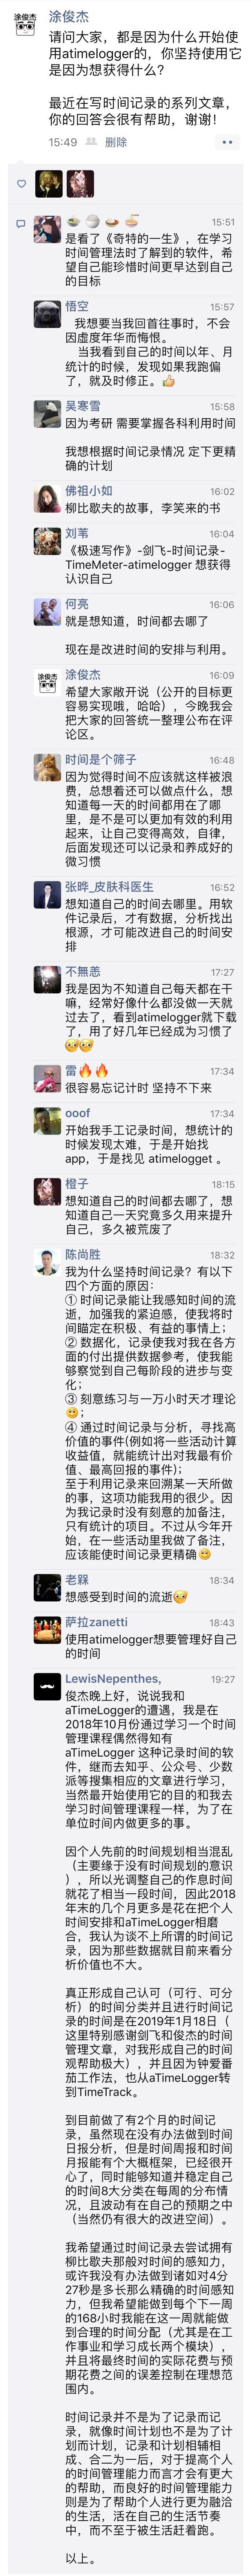 涂俊杰
涂俊杰
请问大家，都是因为什么开始使
用atimelogger的，你坚持使用它
是因为想获得什么？
最近在写时间记录的系列文章，
你的回答会很有帮助，谢谢！
15:49 删除
15:51
是看了《奇特的一生》，在学习
时间管理法时了解到的软件，希
望自己能珍惜时间更早达到自己
的目标
悟空 15:57
我想要当我回首往事时，不会
因虚度年华而悔恨。
当我看到自己的时间以年、月
统计的时候，发现如果我跑偏
了，就及时修正。👍
吴寒雪 15:58
因为考研 需要掌握各科利用时间
我想根据时间记录情况 定下更精
确的计划
佛祖小如 16:02
柳比歇夫的故事，李笑来的书
刘苇 16:04
《极速写作》-剑飞-时间记录-
TimeMeter-atimelogger 想获得
认识自己
何亮 16:06
就是想知道，时间都去哪了
现在是改进时间的安排与利用。
涂俊杰
涂俊杰 16:09
希望大家敞开说（公开的目标更
容易实现哦，哈哈），今晚我会
把大家的回答统一整理公布在评
论区。
时间是个筛子 16:48
因为觉得时间不应该就这样被浪
费，总想着还可以做点什么，想
知道每一天的时间都用在了哪
里，是不是可以更加有效的利用
起来，让自己变得高效，自律，
后面发现还可以记录和养成好的
微习惯
张晔_皮肤科医生 16:52
想知道自己的时间去哪里。用软
件记录后，才有数据，分析找出
根源，才可能改进自己的时间安
排
不無恙 17:27
我是因为不知道自己每天都在干
嘛，经常好像什么都没做一天就
过去了，看到atimelogger就下载
了，用了好几年已经成为习惯了
雷🔥🔥 17:34
很容易忘记计时 坚持不下来
ooof 17:34
开始我手工记录时间，想统计的
时候发现太难，于是开始找
app，于是找见 atimelogget 。
橙子 18:15
想知道自己的时间都去哪了，想
知道自己一天究竟多久用来提升
自己，多久被荒废了
陈尚胜 18:32
我为什么坚持时间记录？有以下
四个方面的原因：
① 时间记录能让我感知时间的流
逝，加强我的紧迫感，使我将时
间瞄定在积极、有益的事情上；
② 数据化，记录使我对我在各方
面的付出提供数据参考，使我能
够察觉到自己每阶段的进步与变
化；
③ 刻意练习与一万小时天才理论
；
④ 通过时间记录与分析，寻找高
价值的事件(例如将一些活动计算
收益值，就能统计出对我最有价
值、最高回报的事件)；
至于利用记录来回溯某一天所做
的事，这项功能我用的很少。因
为我记录时没有刻意的加备注，
只有统计的项目。不过从今年开
始，在一些活动里我做了备注，
应该能使时间记录更精确
老槑 18:34
想感受到时间的流逝
萨拉zanetti 18:43
使用atimelogger想要管理好自己
的时间
LewisNepenthes, 19:27
俊杰晚上好，说说我和
aTimeLogger的遭遇，我是在
2018年10月份通过学习一个时间
管理课程偶然得知有
aTimeLogger 这种记录时间的软
件，继而去知乎、公众号、少数
派等搜集相应的文章进行学习，
当然最开始使用它的目的和我去
学习时间管理课程一样，为了在
单位时间内做更多的事。
因个人先前的时间规划相当混乱
（主要缘于没有时间规划的意识
），所以光调整自己的作息时间
就花了相当一段时间，因此2018
年末的几个月更多是花在把个人
时间安排和aTimeLogger相磨
合，我认为谈不上所谓的时间记
录，因为那些数据就目前来看分
析价值也不大。
真正形成自己认可（可行、可分
析）的时间分类并且进行时间记
录的时间是在2019年1月18日（
这里特别感谢剑飞和俊杰的时间
管理文章，对我形成自己的时间
观帮助极大），并且因为钟爱番
茄工作法，也从aTimeLogger转
到TimeTrack。
到目前做了有2个月的时间记
录，虽然现在没有办法做到时间
日报分析，但是时间周报和时间
月报能有个大概框架，已经很开
心了，同时能够知道并稳定自己
的时间8大分类在每周的分布情
况，且波动有在自己的预期之中
（当然仍有很大的改进空间）。
我希望通过时间记录去尝试拥有
柳比歇夫那般对时间的感知力，
或许我没有办法做到诸如对4分
27秒是多长那么精确的时间感知
力，但我希望能做到每个下一周
的168小时我能在这一周就能做
到合理的时间分配（尤其是在工
作事业和学习成长两个模块），
并且将最终时间的实际花费与预
期花费之间的误差控制在理想范
围内。
时间记录并不是为了记录而记
录，就像时间计划也不是为了计
划而计划，记录和计划相辅相
成、合二为一后，对于提高个人
的时间管理能力而言才会有更大
的帮助，而良好的时间管理能力
则是为了帮助个人进行更为融洽
的生活，活在自己的生活节奏
中，而不至于被生活赶着跑。
以上。